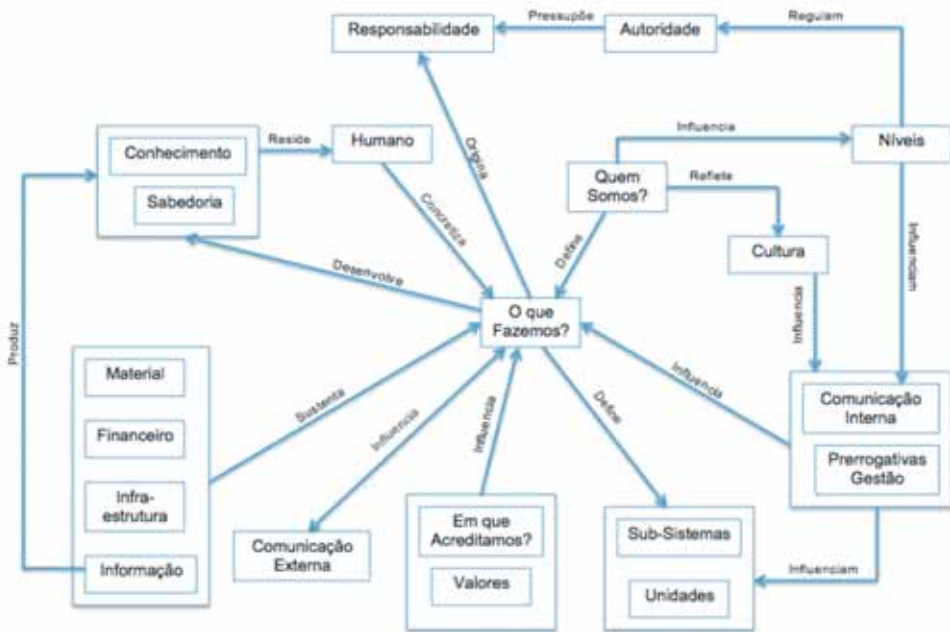 Responsabilidade
Pressupõe
Autoridade
Regulam
Conhecimento
Sabedoria
Reside
Humano
Origina
Influencia
Níveis
Quem
Somos?
Reflete
Concretiza
Define
Cultura
Influenciam
Desenvolve
O que
Fazemos?
Influencia
Produz
Material
Financeiro
Infra-
estrutura
Informação
Sustenta
Influencia
Influencia
Define
Influencia
Comunicação
Interna
Prerrogativas
Gestão
Comunicação
Externa
Em que
Acreditamos?
Valores
Sub-Sistemas
Unidades
Influenciam